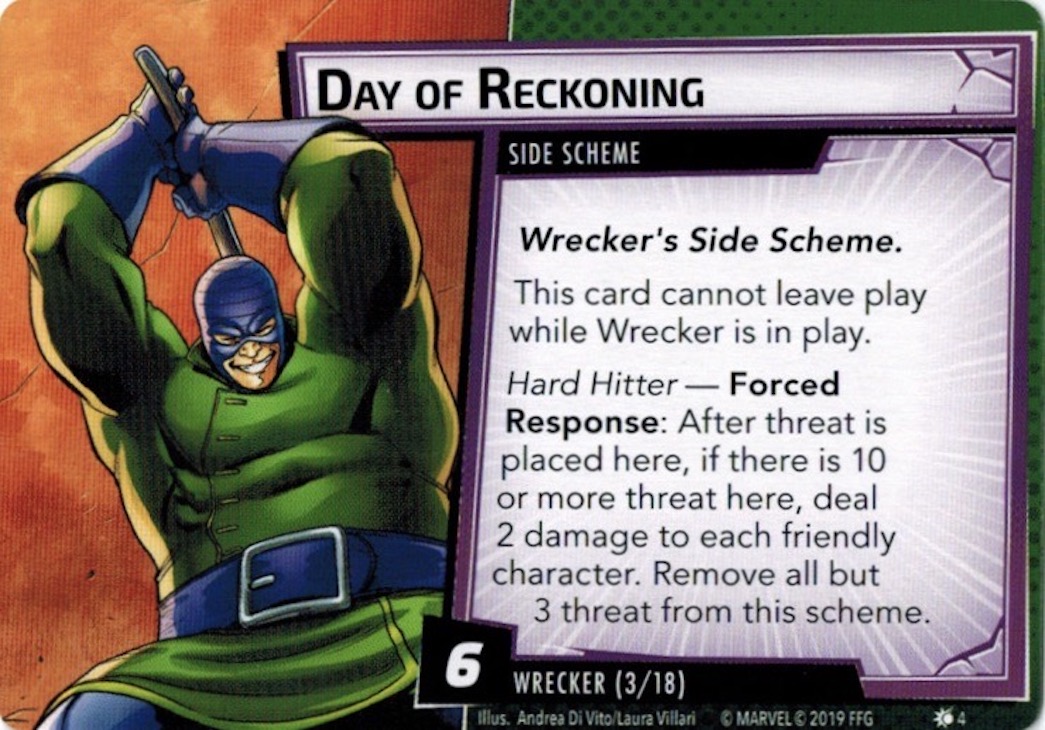 DAY OF RECKONING
SIDE SCHEME
Wrecker's Side Scheme.
This card cannot leave play
while Wrecker is in play.
Hard Hitter — Forced
Response: After threat is
placed here, if there is 10
or more threat here, deal
2 damage to each friendly
character. Remove all but
3 threat from this scheme.
6
WRECKER (3/18)
Illus. Andrea Di Vito/Laura Villari © MARVEL © 2019 FFG 4